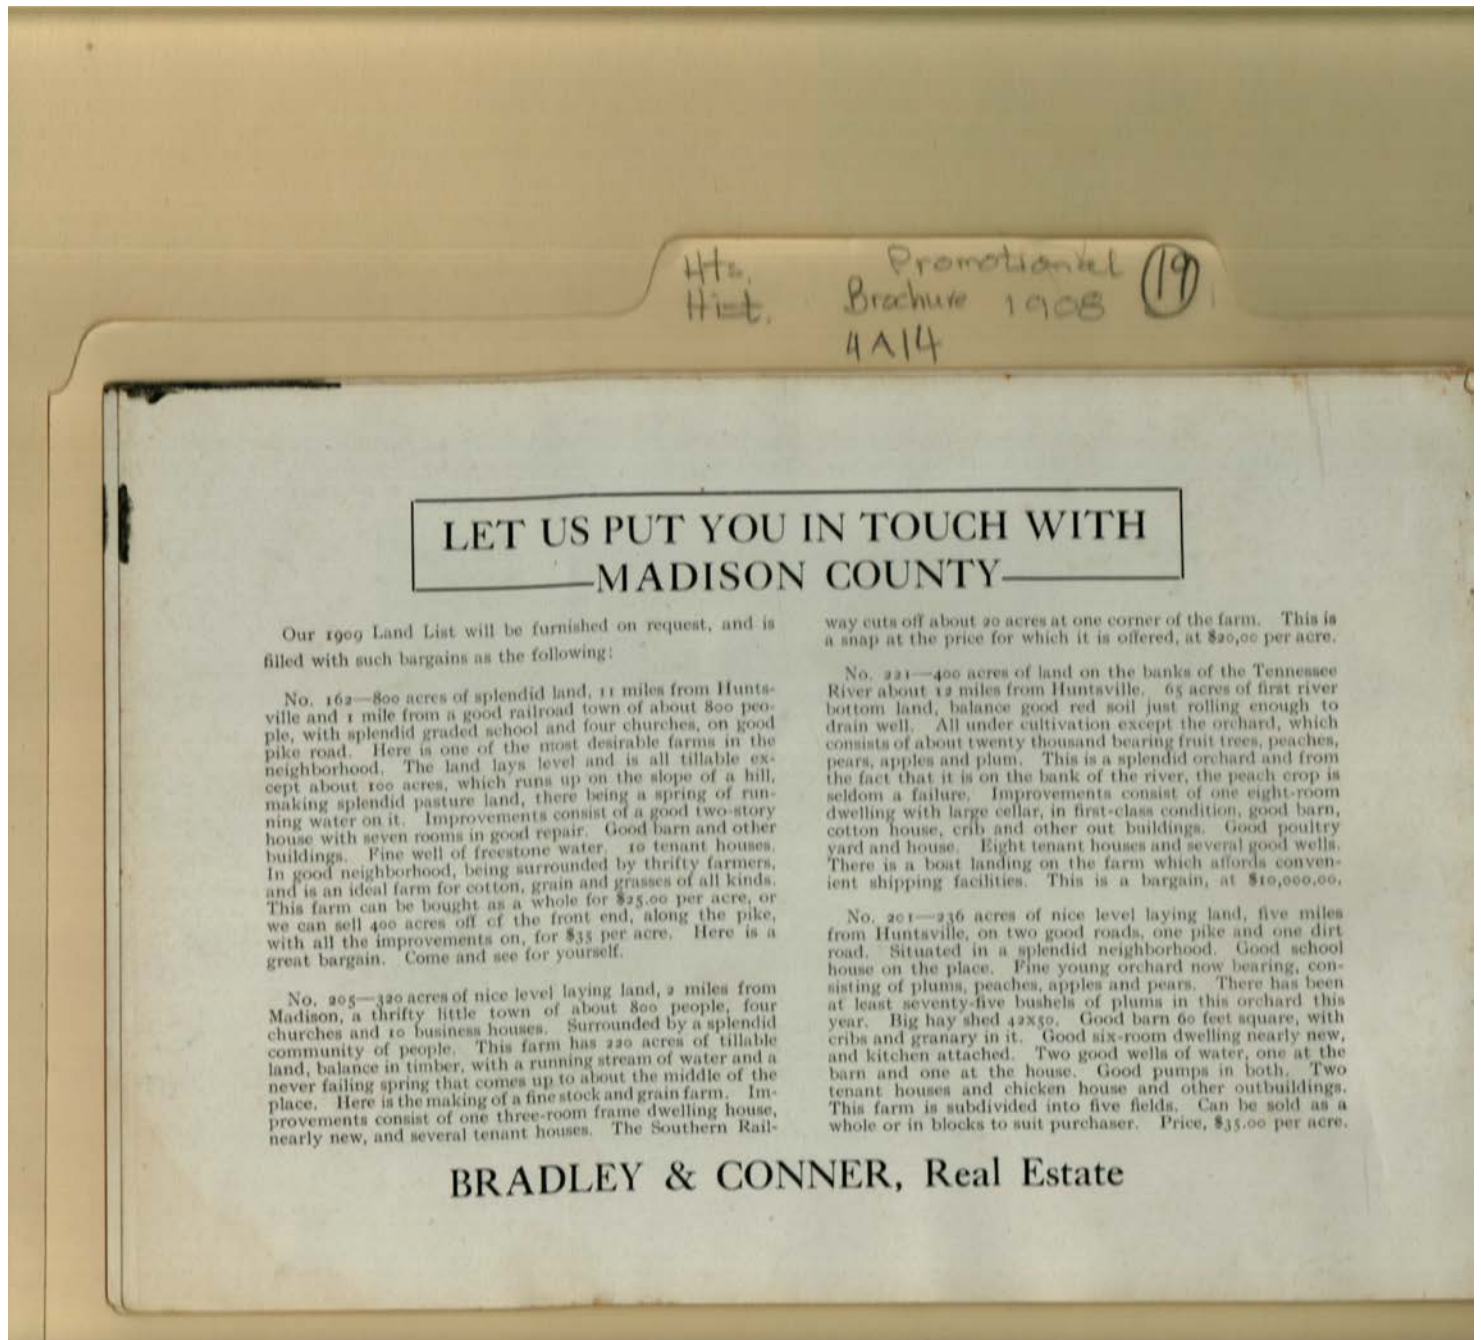 Hts. Promotional 19
Hist. Brochure 1908
4A14
LET US PUT YOU IN TOUCH WITH
MADISON COUNTY
Our 1909 Land List will be furnished on request, and is
filled with such bargains as the following:
No. 162—800 acres of splendid land, 11 miles from Hunts-
ville and 1 mile from a good railroad town of about 800 peo-
ple, with splendid graded school and four churches, on good
pike road. Here is one of the most desirable farms in the
neighborhood. The land lays level and is all tillable ex-
cept about 100 acres, which runs up on the slope of a hill,
making splendid pasture land, there being a spring of run-
ning water on it. Improvements consist of a good two-story
house with seven rooms in good repair. Good barn and other
buildings. Fine well of freestone water. 10 tenant houses.
In good neighborhood, being surrounded by thrifty farmers,
and is an ideal farm for cotton, grain and grasses of all kinds.
This farm can be bought as a whole for $25.00 per acre, or
we can sell 400 acres off of the front end, along the pike,
with all the improvements on, for $35 per acre. Here is a
great bargain. Come and see for yourself.
No. 205—320 acres of nice level laying land, 2 miles from
Madison, a thrifty little town of about 800 people, four
churches and 10 business houses. Surrounded by a splendid
community of people. This farm has 220 acres of tillable
land, balance in timber, with a running stream of water and a
never failing spring that comes up to about the middle of the
place. Here is the making of a fine stock and grain farm. Im-
provements consist of one three-room frame dwelling house,
nearly new, and several tenant houses. The Southern Rail-
way cuts off about 20 acres at one corner of the farm. This is
a snap at the price for which it is offered, at $20,00 per acre.
No. 221—400 acres of land on the banks of the Tennessee
River about 12 miles from Huntsville. 65 acres of first river
bottom land, balance good red soil just rolling enough to
drain well. All under cultivation except the orchard, which
consists of about twenty thousand bearing fruit trees, peaches,
pears, apples and plum. This is a splendid orchard and from
the fact that it is on the bank of the river, the peach crop is
seldom a failure. Improvements consist of one eight-room
dwelling with large cellar, in first-class condition, good barn,
cotton house, crib and other out buildings. Good poultry
yard and house. Eight tenant houses and several good wells.
There is a boat landing on the farm which affords conven-
ient shipping facilities. This is a bargain, at $10,000,00.
No. 201—236 acres of nice level laying land, five miles
from Huntsville, on two good roads, one pike and one dirt
road. Situated in a splendid neighborhood. Good school
house on the place. Fine young orchard now bearing, con-
sisting of plums, peaches, apples and pears. There has been
at least seventy-five bushels of plums in this orchard this
year. Big hay shed 42x50. Good barn 60 feet square, with
cribs and granary in it. Good six-room dwelling nearly new,
and kitchen attached. Two good wells of water, one at the
barn and one at the house. Good pumps in both. Two
tenant houses and chicken house and other outbuildings.
This farm is subdivided into five fields. Can be sold as a
whole or in blocks to suit purchaser. Price, $35.00 per acre.
BRADLEY & CONNER, Real Estate